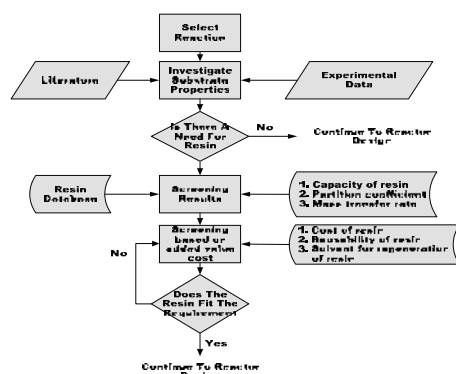 Select
Reaction
Literature
Investigate
Substrate
Properties
Experimental
Data
Is There A
Need For
Resin
No
Continue To Reactor
Design
Resin
Database
Screening
Results
1. Capacity of resin
2. Partition coefficient
3. Mass transfer rate
Screening
based on
added value
cost
1. Cost of resin
2. Reusability of resin
3. Solvent for regeneration
of resin
No
Does The
Resin Fit The
Requirement
Yes
Continue To Reactor